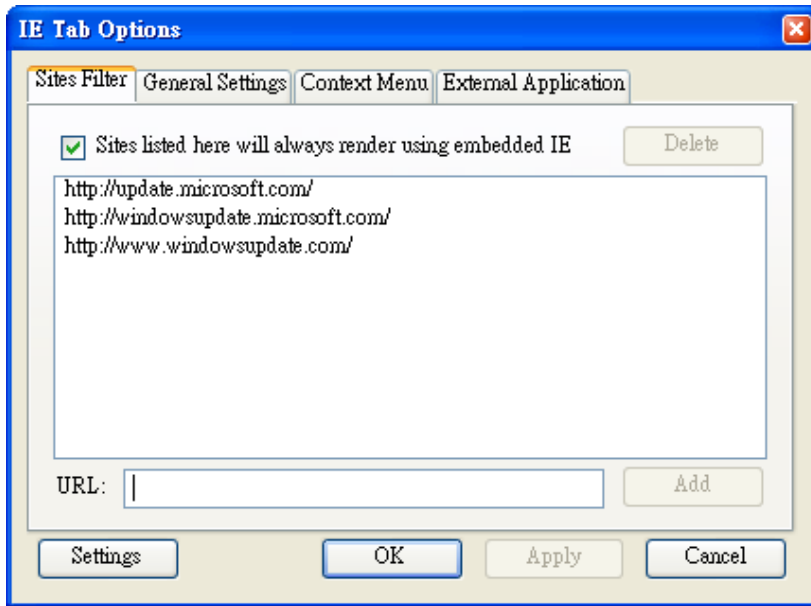 IE Tab Options
Sites Filter General Settings Context Menu External Application
Sites listed here will always render using embedded IE Delete
http://update.microsoft.com/
http://windowsupdate.microsoft.com/
http://www.windowsupdate.com/
URL: Add
Settings OK Apply Cancel